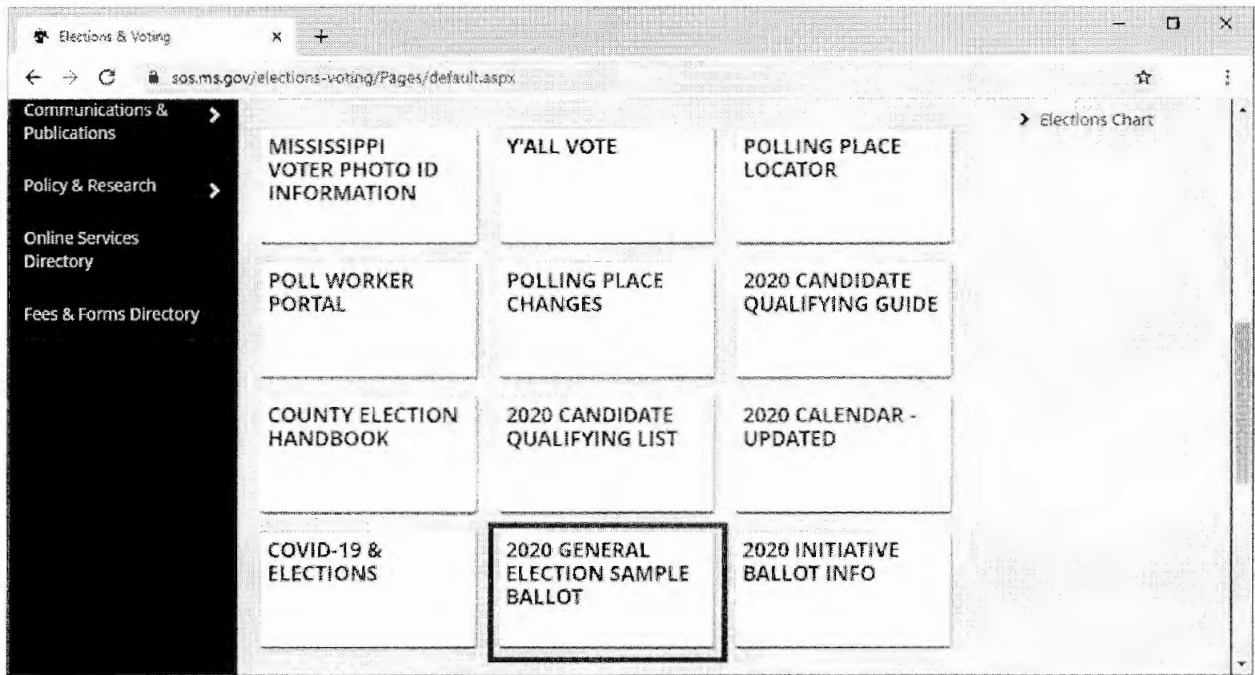 Elections & Voting
sos.ms.gov/elections-voting/Pages/default.aspx
Communications &
Publications
Policy & Research
Online Services
Directory
Fees & Forms Directory
MISSISSIPPI
VOTER PHOTO ID
INFORMATION
Y'ALL VOTE
POLLING PLACE
LOCATOR
POLL WORKER
PORTAL
POLLING PLACE
CHANGES
2020 CANDIDATE
QUALIFYING GUIDE
COUNTY ELECTION
HANDBOOK
2020 CANDIDATE
QUALIFYING LIST
2020 CALENDAR -
UPDATED
COVID-19 &
ELECTIONS
2020 GENERAL
ELECTION SAMPLE
BALLOT
2020 INITIATIVE
BALLOT INFO
Elections Chart